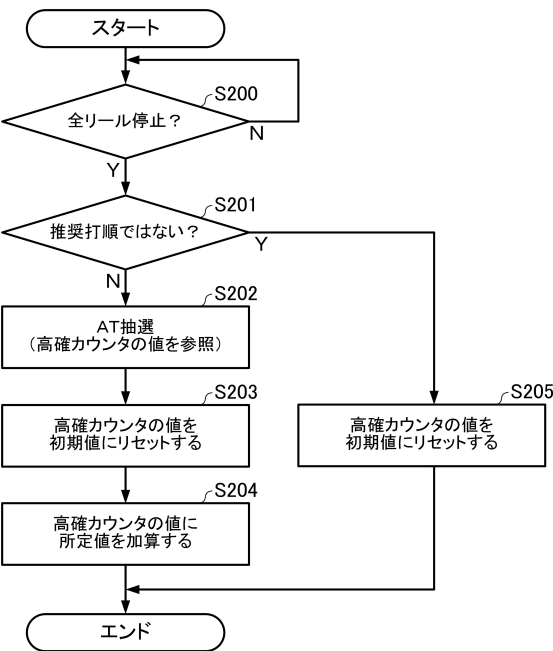 スタート
S200
全リール停止?
N
Y
S201
推奨打順ではない?
Y
N
S202
AT抽選
(高確カウンタの値を参照)
S203
高確カウンタの値を
初期値にリセットする
S205
高確カウンタの値を
初期値にリセットする
S204
高確カウンタの値に
所定値を加算する
エンド